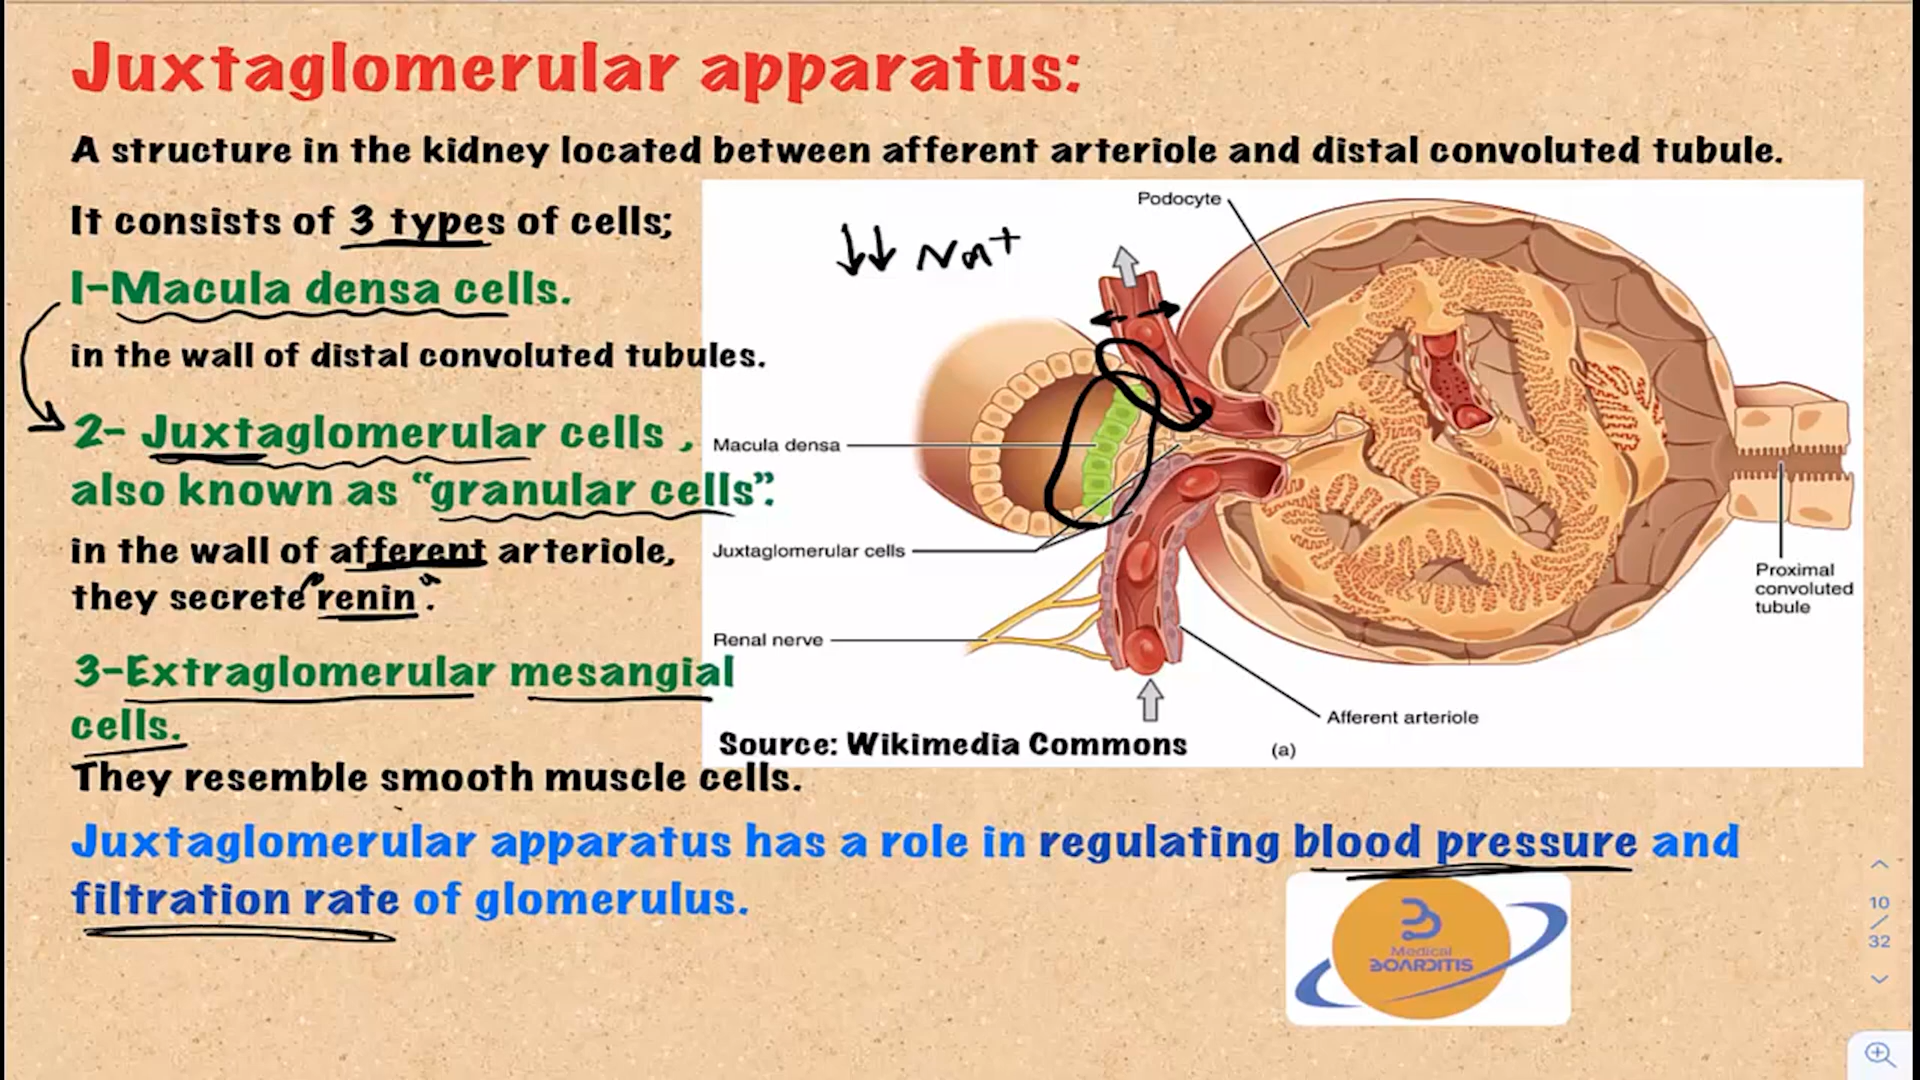 Juxtaglomerular apparatus:
A structure in the kidney located between afferent arteriole and distal convoluted tubule.
It consists of 3 types of cells;
1-Macula densa cells.
in the wall of distal convoluted tubules.
2- Juxtaglomerular cells ,
also known as “granular cells”.
in the wall of afferent arteriole,
they secrete "renin".
3-Extraglomerular mesangial
cells.
They resemble smooth muscle cells.
Juxtaglomerular apparatus has a role in regulating blood pressure and
filtration rate of glomerulus.
↓↓ Na+
Podocyte
Macula densa
Juxtaglomerular cells
Renal nerve
Afferent arteriole
Proximal
convoluted
tubule
Source: Wikimedia Commons
(a)
Medical
BOARDITIS
10
/
32